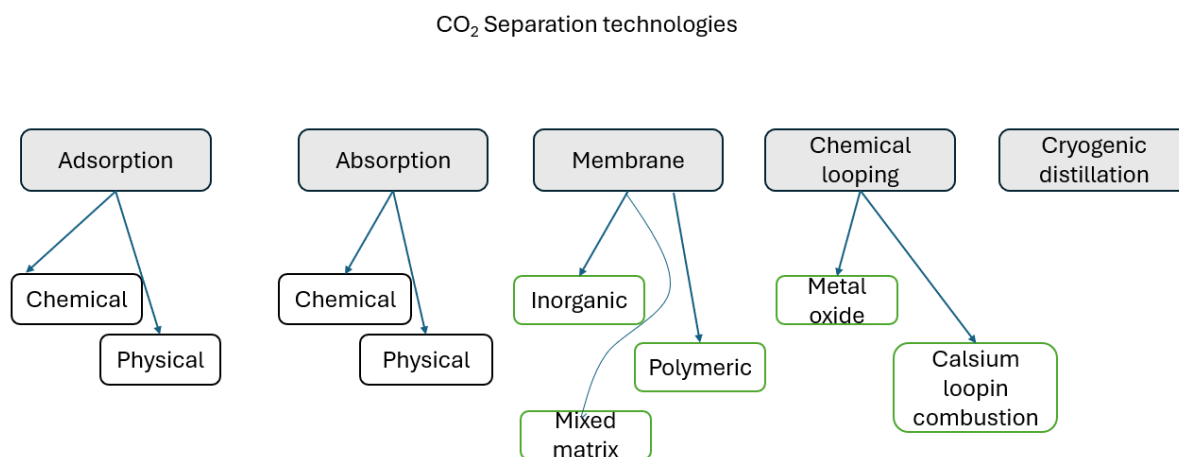 CO₂ Separation technologies
Adsorption
Absorption
Membrane
Chemical
looping
Cryogenic
distillation
Chemical
Physical
Chemical
Physical
Inorganic
Polymeric
Mixed
matrix
Metal
oxide
Calsium
loopin
combustion